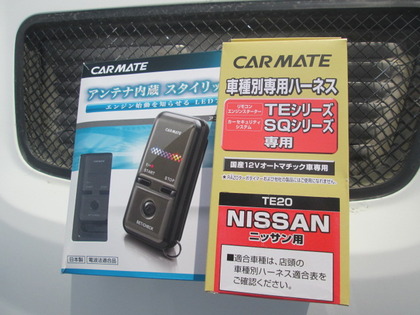 CARMATE
アンテナ内蔵 スタイリッ
エンジン始動を知らせる LED
CARMATE
START
STOP
KEY CHECK
日本製
電波法適合品
CARMATE
車種別専用ハーネス
リモコン
エンジンスターター
TEシリーズ
カーセキュリティ
システム
SQシリーズ
専用
国産12Vオートマチック車専用
TE20
NISSAN
ニッサン用
■適合車種は、店頭の
車種別ハーネス適合表を
ご確認ください。